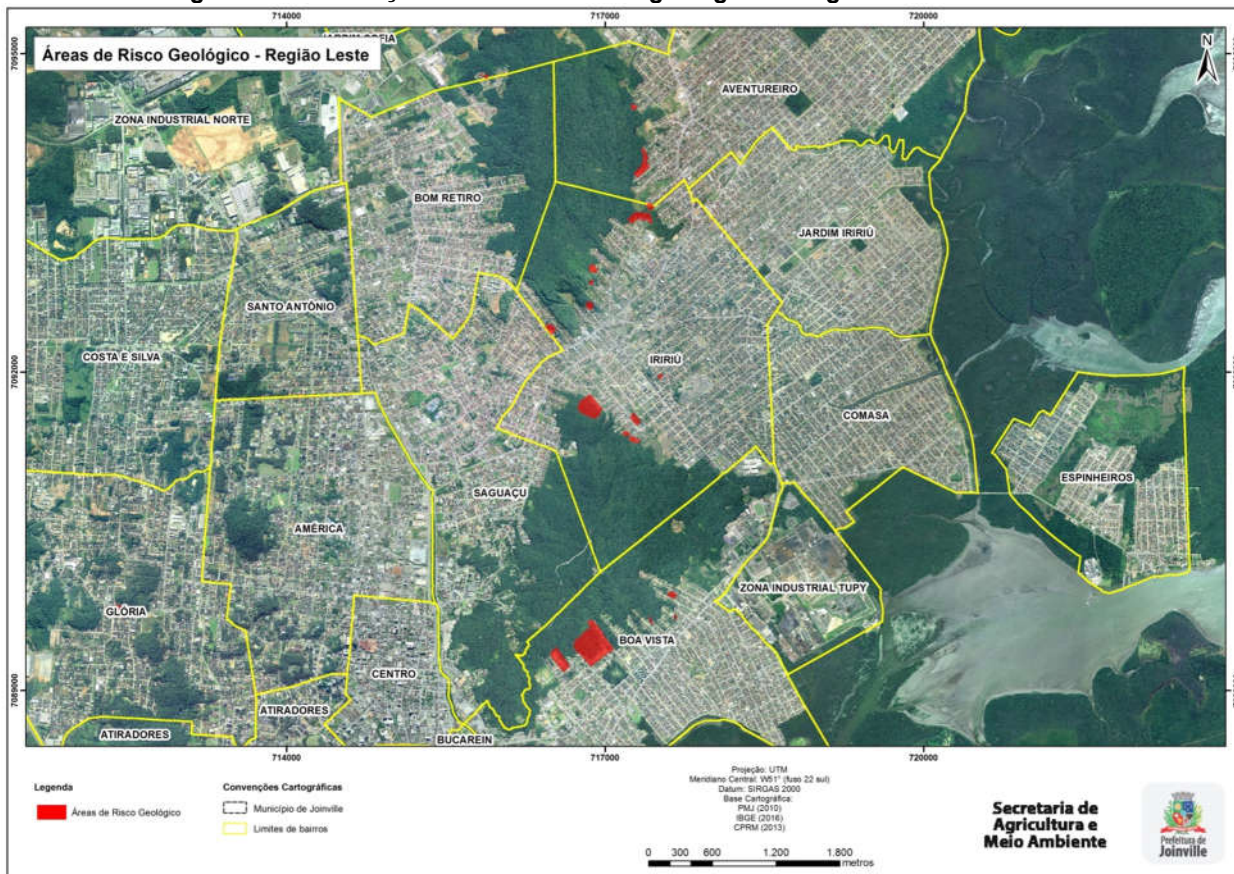 Áreas de Risco Geológico - Região Leste
714000
717000
720000
N
7095000
JARDIM SOFIA
AVENTUREIRO
ZONA INDUSTRIAL NORTE
BOM RETIRO
JARDIM IRIRIÚ
SANTO ANTÔNIO
COSTA E SILVA
IRIRIÚ
7092000
COMASA
ESPINHEIROS
SAGUAÇU
AMÉRICA
ZONA INDUSTRIAL TUPY
GLÓRIA
BOA VISTA
CENTRO
7089000
ATIRADORES
ATIRADORES
BUCAREIN
714000
717000
720000
Legenda
Áreas de Risco Geológico
Convenções Cartográficas
Município de Joinville
Limites de bairros
Projeção: UTM
Meridiano Central: W51° (fuso 22 sul)
Datum: SIRGAS 2000
Base Cartográfica:
PMJ (2010)
IBGE (2016)
CPRM (2013)
0 300 600 1.200 1.800
metros
Secretaria de
Agricultura e
Meio Ambiente
Prefeitura de
Joinville